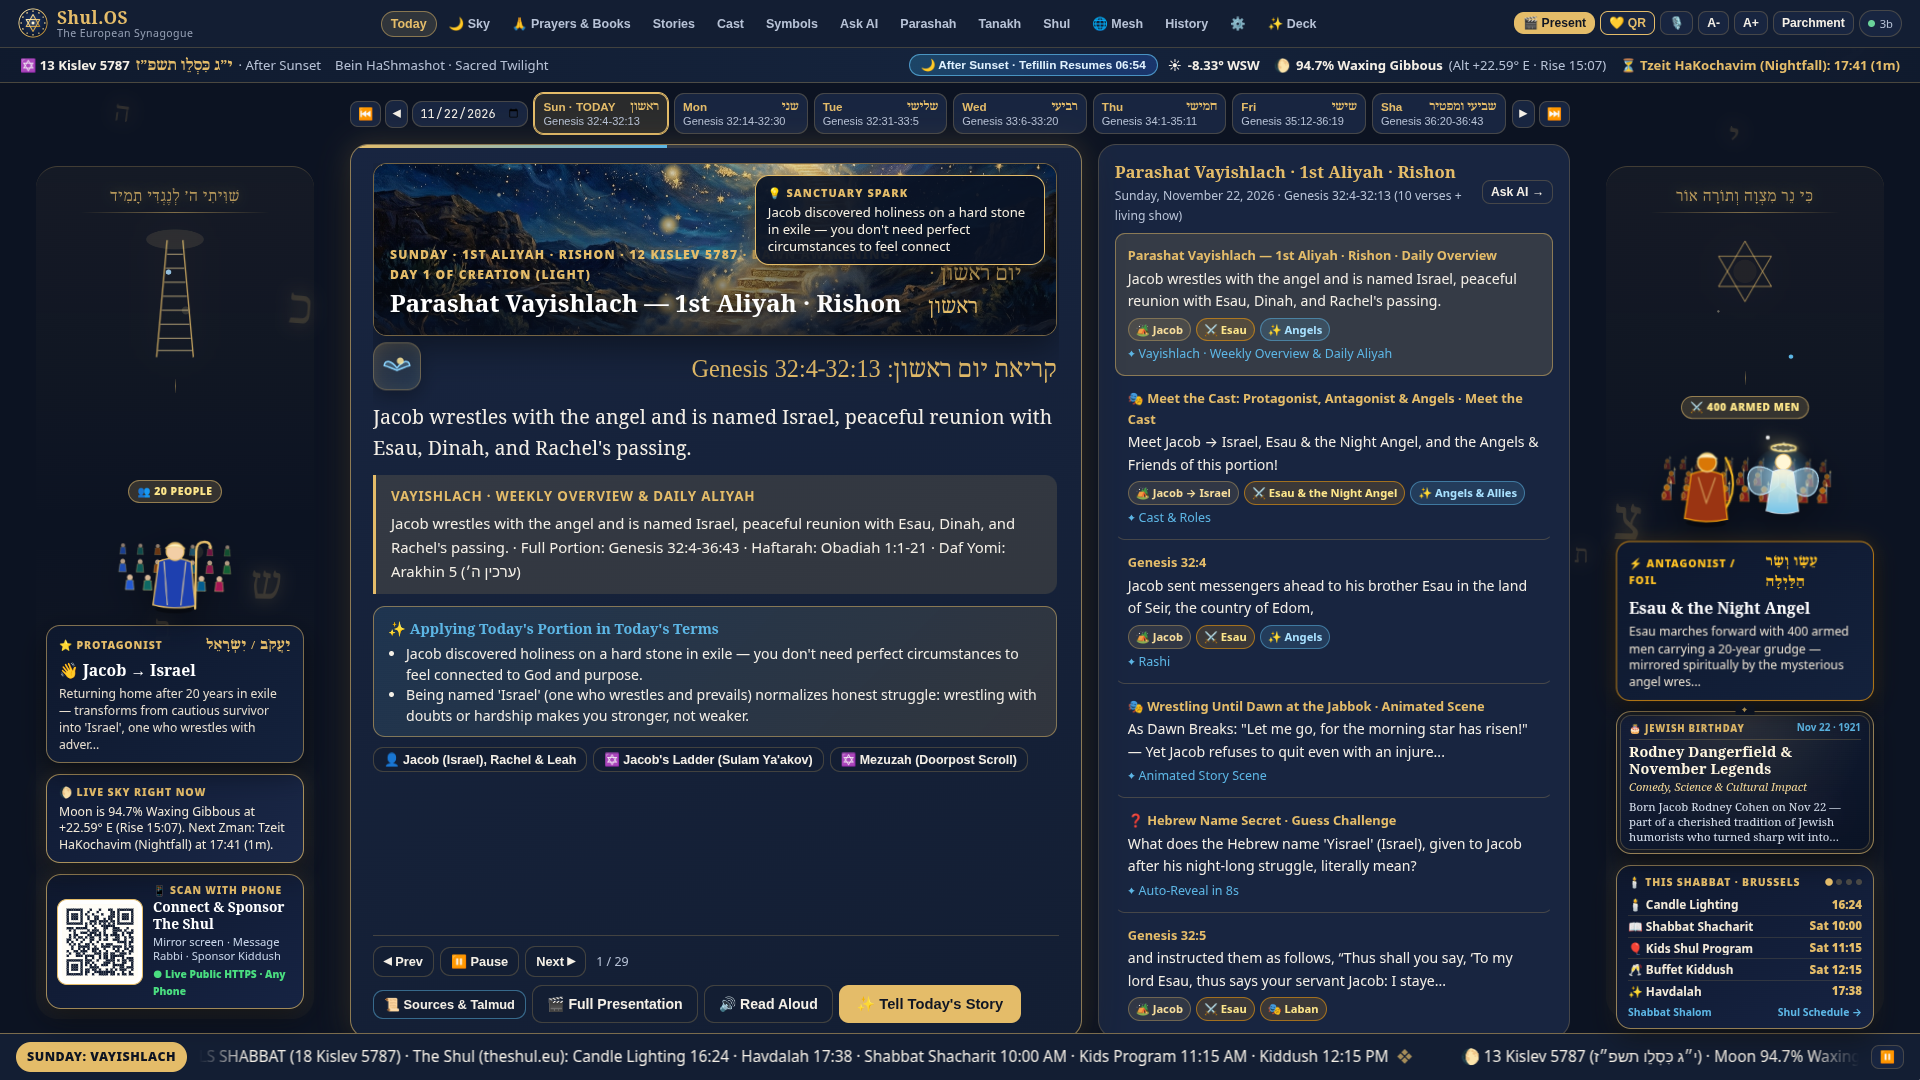 Shul.OS
The European Synagogue
Today
🌙 Sky
🙏 Prayers & Books
Stories
Cast
Symbols
Ask AI
Parashah
Tanakh
Shul
🌐 Mesh
History
⚙️
✨ Deck
🎬 Present
💛 QR
A-
A+
Parchment
3b
✡️ 13 Kislev 5787 י״ג כִּסְלֵו תשפ״ז · After Sunset Bein HaShmashot · Sacred Twilight
🌙 After Sunset · Tefillin Resumes 06:54
☀ -8.33° WSW
🌔 94.7% Waxing Gibbous (Alt +22.59° E · Rise 15:07)
⏳ Tzeit HaKochavim (Nightfall): 17:41 (1m)
11/22/2026
Sun · TODAY ראשון
Genesis 32:4-32:13
Mon שני
Genesis 32:14-32:30
Tue שלישי
Genesis 32:31-33:5
Wed רביעי
Genesis 33:6-33:20
Thu חמישי
Genesis 34:1-35:11
Fri שישי
Genesis 35:12-36:19
Sha שביעי ומפטיר
Genesis 36:20-36:43
שִׁוִּיתִי ה׳ לְנֶגְדִּי תָמִיד
👥 20 PEOPLE
⭐ PROTAGONIST יַעֲקֹב / יִשְׂרָאֵל
👋 Jacob → Israel
Returning home after 20 years in exile
— transforms from cautious survivor
into 'Israel', one who wrestles with
adver...
🌔 LIVE SKY RIGHT NOW
Moon is 94.7% Waxing Gibbous at
+22.59° E (Rise 15:07). Next Zman: Tzeit
HaKochavim (Nightfall) at 17:41 (1m).
📱 SCAN WITH PHONE
Connect & Sponsor
The Shul
Mirror screen · Message
Rabbi · Sponsor Kiddush
● Live Public HTTPS · Any
Phone
💡 SANCTUARY SPARK
Jacob discovered holiness on a hard stone
in exile — you don't need perfect
circumstances to feel connect
SUNDAY · 1ST ALIYAH · RISHON · 12 KISLEV 5787 ·
DAY 1 OF CREATION (LIGHT)
יום ראשון ·
ראשון
Parashat Vayishlach — 1st Aliyah · Rishon
קריאת יום ראשון: Genesis 32:4-32:13
Jacob wrestles with the angel and is named Israel, peaceful reunion with
Esau, Dinah, and Rachel's passing.
VAYISHLACH · WEEKLY OVERVIEW & DAILY ALIYAH
Jacob wrestles with the angel and is named Israel, peaceful reunion with Esau, Dinah, and
Rachel's passing. · Full Portion: Genesis 32:4-36:43 · Haftarah: Obadiah 1:1-21 · Daf Yomi:
Arakhin 5 (ערכין ה׳)
✨ Applying Today's Portion in Today's Terms
• Jacob discovered holiness on a hard stone in exile — you don't need perfect circumstances to
feel connected to God and purpose.
• Being named 'Israel' (one who wrestles and prevails) normalizes honest struggle: wrestling with
doubts or hardship makes you stronger, not weaker.
👤 Jacob (Israel), Rachel & Leah
✡️ Jacob's Ladder (Sulam Ya'akov)
✡️ Mezuzah (Doorpost Scroll)
◀ Prev
⏸ Pause
Next ▶
1 / 29
📜 Sources & Talmud
🎬 Full Presentation
🔊 Read Aloud
✨ Tell Today's Story
Parashat Vayishlach · 1st Aliyah · Rishon
Sunday, November 22, 2026 · Genesis 32:4-32:13 (10 verses +
living show)
Ask AI →
Parashat Vayishlach — 1st Aliyah · Rishon · Daily Overview
Jacob wrestles with the angel and is named Israel, peaceful
reunion with Esau, Dinah, and Rachel's passing.
🏕️ Jacob ⚔️ Esau ✨ Angels
✦ Vayishlach · Weekly Overview & Daily Aliyah
🎭 Meet the Cast: Protagonist, Antagonist & Angels · Meet the
Cast
Meet Jacob → Israel, Esau & the Night Angel, and the Angels &
Friends of this portion!
🏕️ Jacob → Israel ⚔️ Esau & the Night Angel ✨ Angels & Allies
✦ Cast & Roles
Genesis 32:4
Jacob sent messengers ahead to his brother Esau in the land
of Seir, the country of Edom,
🏕️ Jacob ⚔️ Esau ✨ Angels
✦ Rashi
🎭 Wrestling Until Dawn at the Jabbok · Animated Scene
As Dawn Breaks: "Let me go, for the morning star has risen!"
— Yet Jacob refuses to quit even with an injure...
✦ Animated Story Scene
❓ Hebrew Name Secret · Guess Challenge
What does the Hebrew name 'Yisrael' (Israel), given to Jacob
after his night-long struggle, literally mean?
✦ Auto-Reveal in 8s
Genesis 32:5
and instructed them as follows, “Thus shall you say, ‘To my
lord Esau, thus says your servant Jacob: I staye...
🏕️ Jacob ⚔️ Esau 🎭 Laban
כִּי נֵר מִצְוָה וְתוֹרָה אוֹר
⚔️ 400 ARMED MEN
⚡ ANTAGONIST /
FOIL
עֵשָׂו וְשַׂר
הַלַּיְלָה
Esau & the Night Angel
Esau marches forward with 400 armed
men carrying a 20-year grudge —
mirrored spiritually by the mysterious
angel wres...
🎂 JEWISH BIRTHDAY Nov 22 · 1921
Rodney Dangerfield &
November Legends
Comedy, Science & Cultural Impact
Born Jacob Rodney Cohen on Nov 22 —
part of a cherished tradition of Jewish
humorists who turned sharp wit into...
🕯️ THIS SHABBAT · BRUSSELS
🕯️ Candle Lighting 16:24
📖 Shabbat Shacharit Sat 10:00
🎈 Kids Shul Program Sat 11:15
🥂 Buffet Kiddush Sat 12:15
✨ Havdalah 17:38
Shabbat Shalom Shul Schedule →
ה
כ
ש
י
צ
ת
SUNDAY: VAYISHLACH
LS SHABBAT (18 Kislev 5787) · The Shul (theshul.eu): Candle Lighting 16:24 · Havdalah 17:38 · Shabbat Shacharit 10:00 AM · Kids Program 11:15 AM · Kiddush 12:15 PM ❖ 🌔 13 Kislev 5787 (י״ג כִּסְלֵו תשפ״ז) · Moon 94.7% Waxing